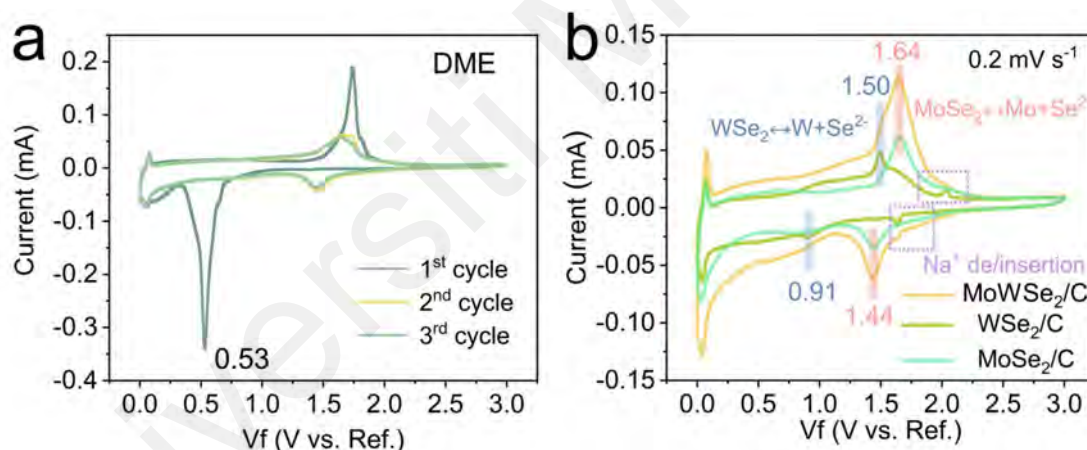 a
DME
0.2
0.1
0.0
-0.1
-0.2
-0.3
-0.4
Current (mA)
0.53
1st cycle
2nd cycle
3rd cycle
0.0 0.5 1.0 1.5 2.0 2.5 3.0
Vf (V vs. Ref.)
b
0.2 mV s⁻¹
0.15
0.10
0.05
0.00
-0.05
-0.10
-0.15
Current (mA)
1.64
1.50
WSe₂↔W+Se²⁻
MoSe₂↔Mo+Se²⁻
0.91
1.44
Na⁺ de/insertion
MoWSe₂/C
WSe₂/C
MoSe₂/C
0.0 0.5 1.0 1.5 2.0 2.5 3.0
Vf (V vs. Ref.)